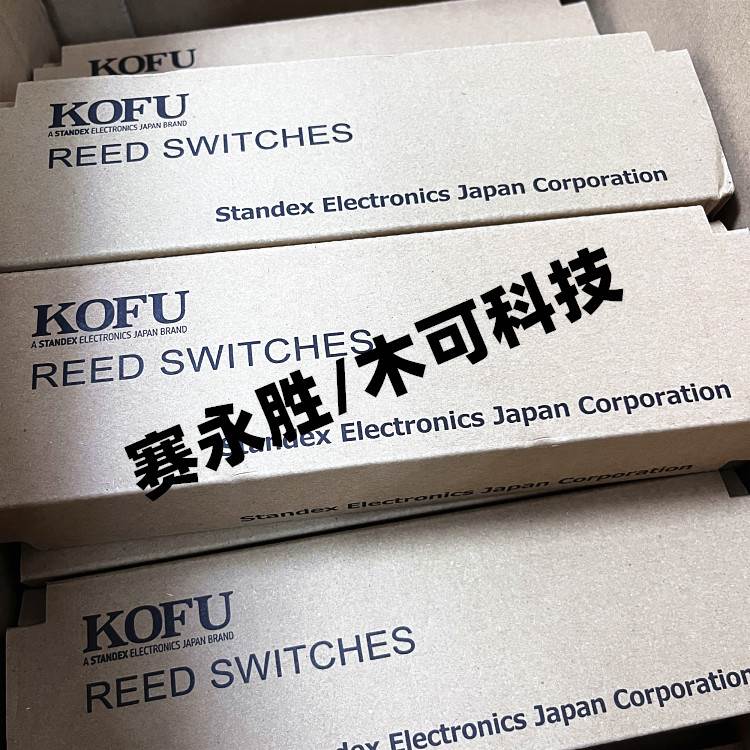 KOFU
KOFU
A STANDEX ELECTRONICS JAPAN BRAND
REED SWITCHES
Standex Electronics Japan Corporation
KOFU
A STANDEX ELECTRONICS JAPAN BRAND
REED SWITCHES
赛永胜/木可科技
Standex Electronics Japan Corporation
Standex Electronics Japan Corporation
KOFU
A STANDEX ELECTRONICS JAPAN BRAND
REED SWITCHES
Electronics Japan Corporation